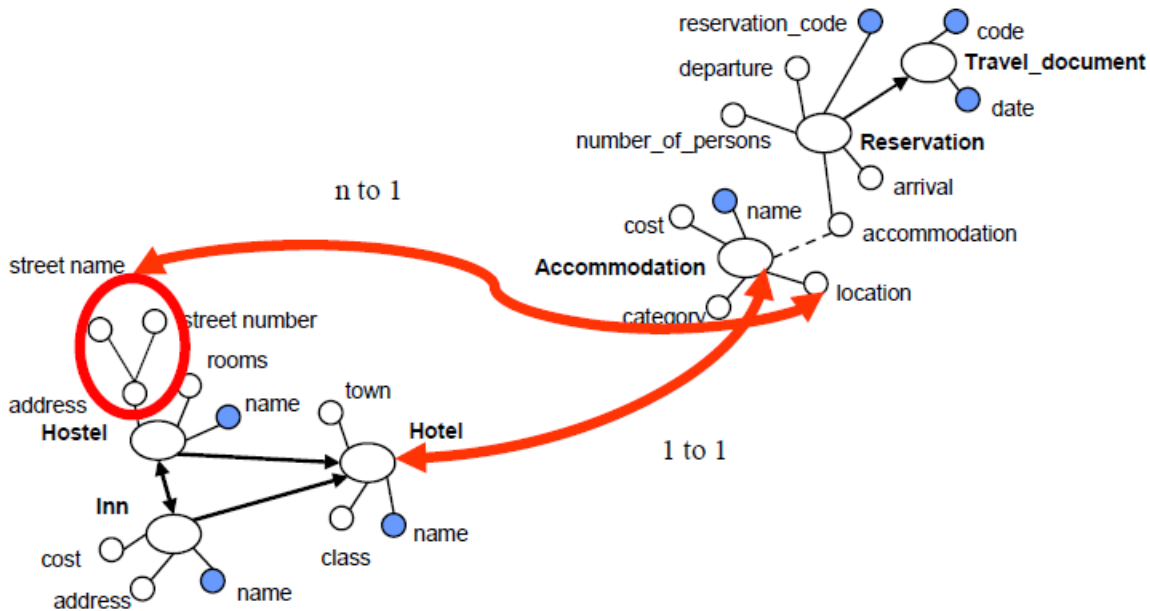 reservation_code
code
departure
Travel_document
date
number_of_persons
Reservation
n to 1
arrival
name
cost
accommodation
street name
Accommodation
location
street number
category
rooms
town
address
name
Hostel
Hotel
1 to 1
Inn
cost
class
name
address
name